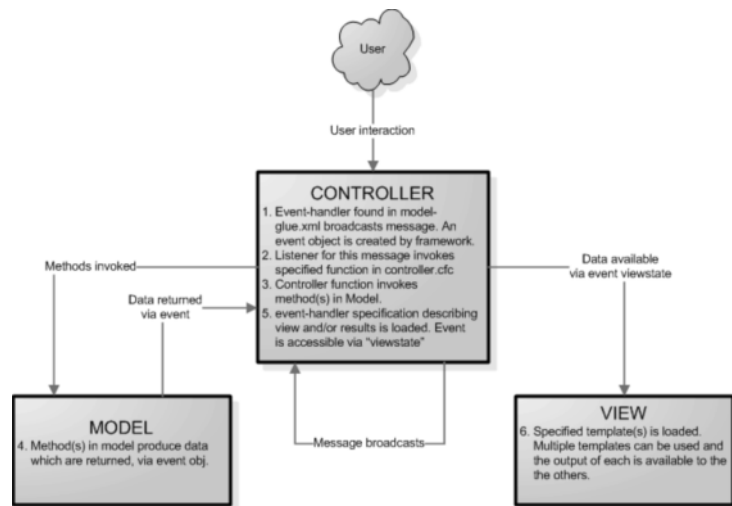 User
User interaction
CONTROLLER
1. Event-handler found in model-
glue.xml broadcasts message. An
event object is created by framework.
2. Listener for this message invokes
specified function in controller.cfc
3. Controller function invokes
method(s) in Model.
5. event-handler specification describing
view and/or results is loaded. Event
is accessible via "viewstate"
Methods invoked
Data returned
via event
Data available
via event viewstate
Message broadcasts
MODEL
4. Method(s) in model produce data
which are returned, via event obj.
VIEW
6. Specified template(s) is loaded.
Multiple templates can be used and
the output of each is available to the
the others.